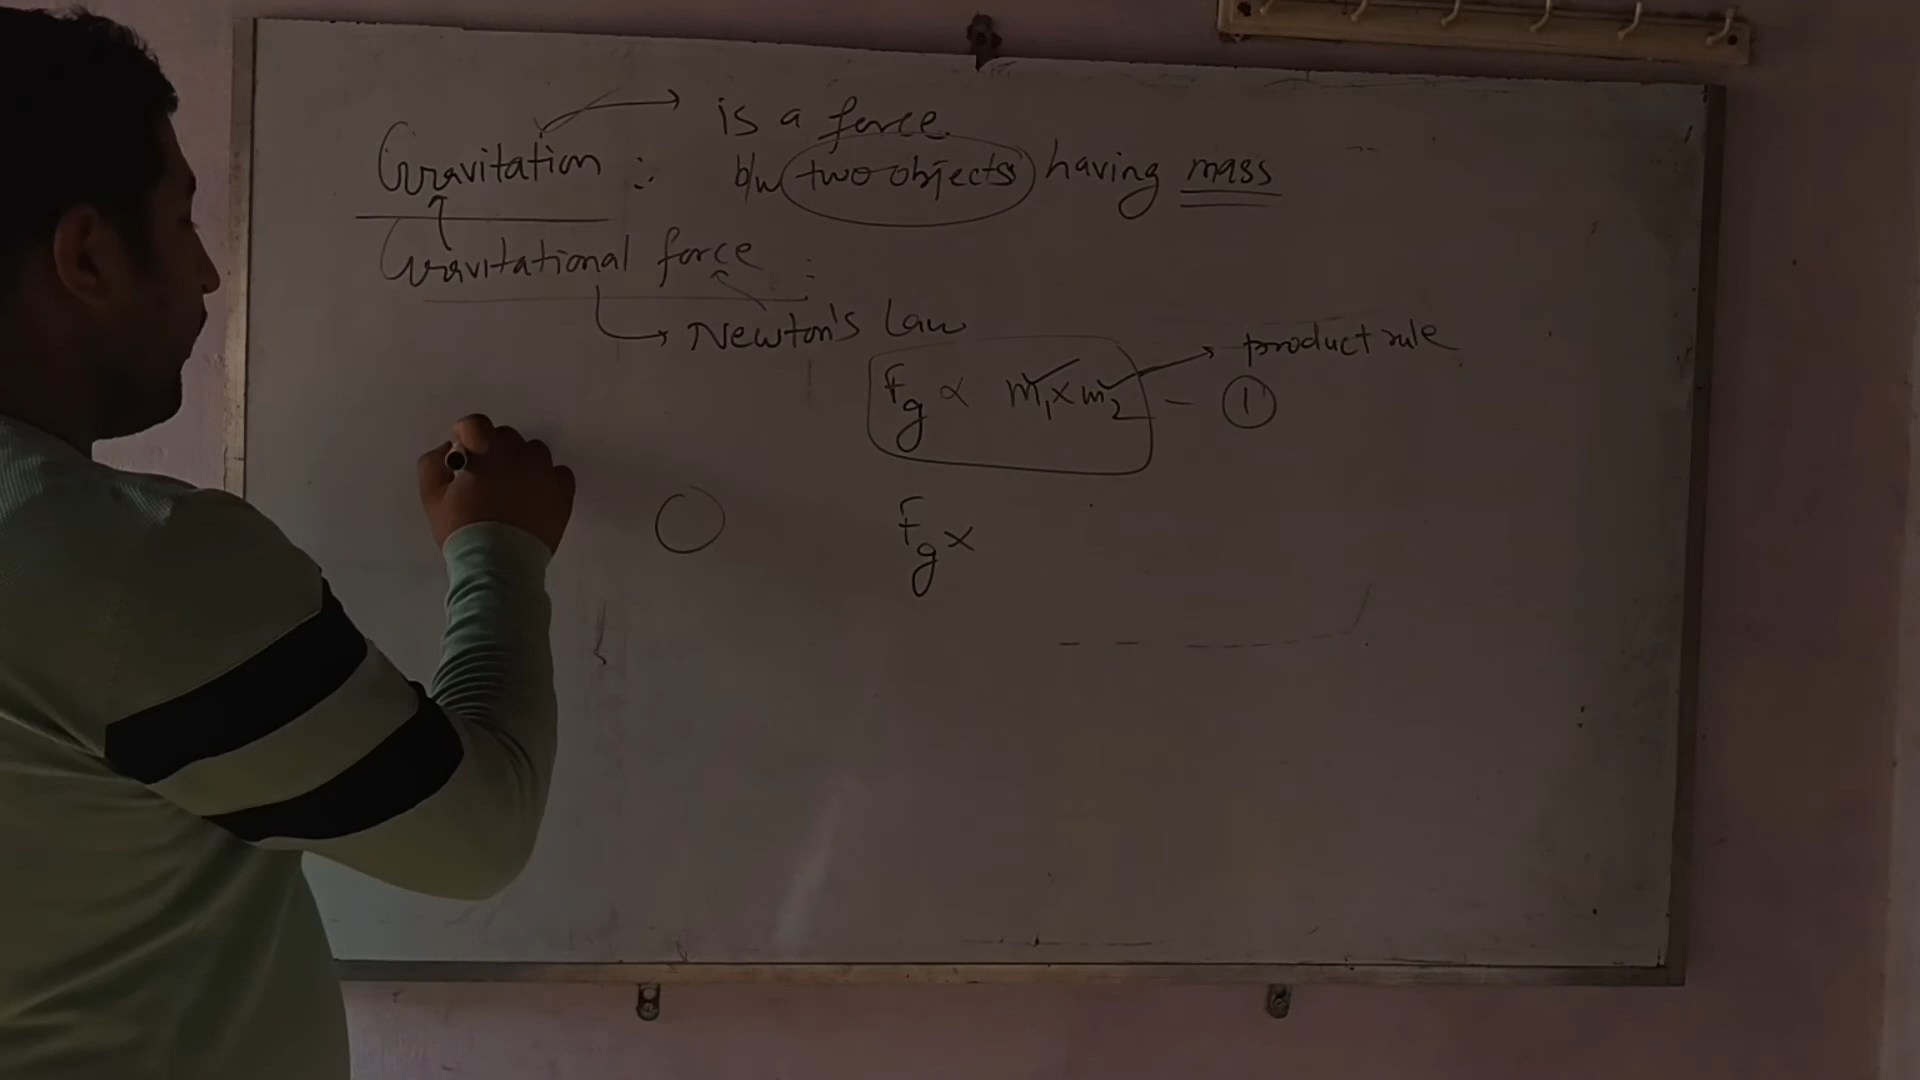 is a force.
Gravitation :- b/w two objects having mass
Gravitational force :
Newton's Law
product rule
Fg ∝ m₁×m₂ - ①
Fg ∝